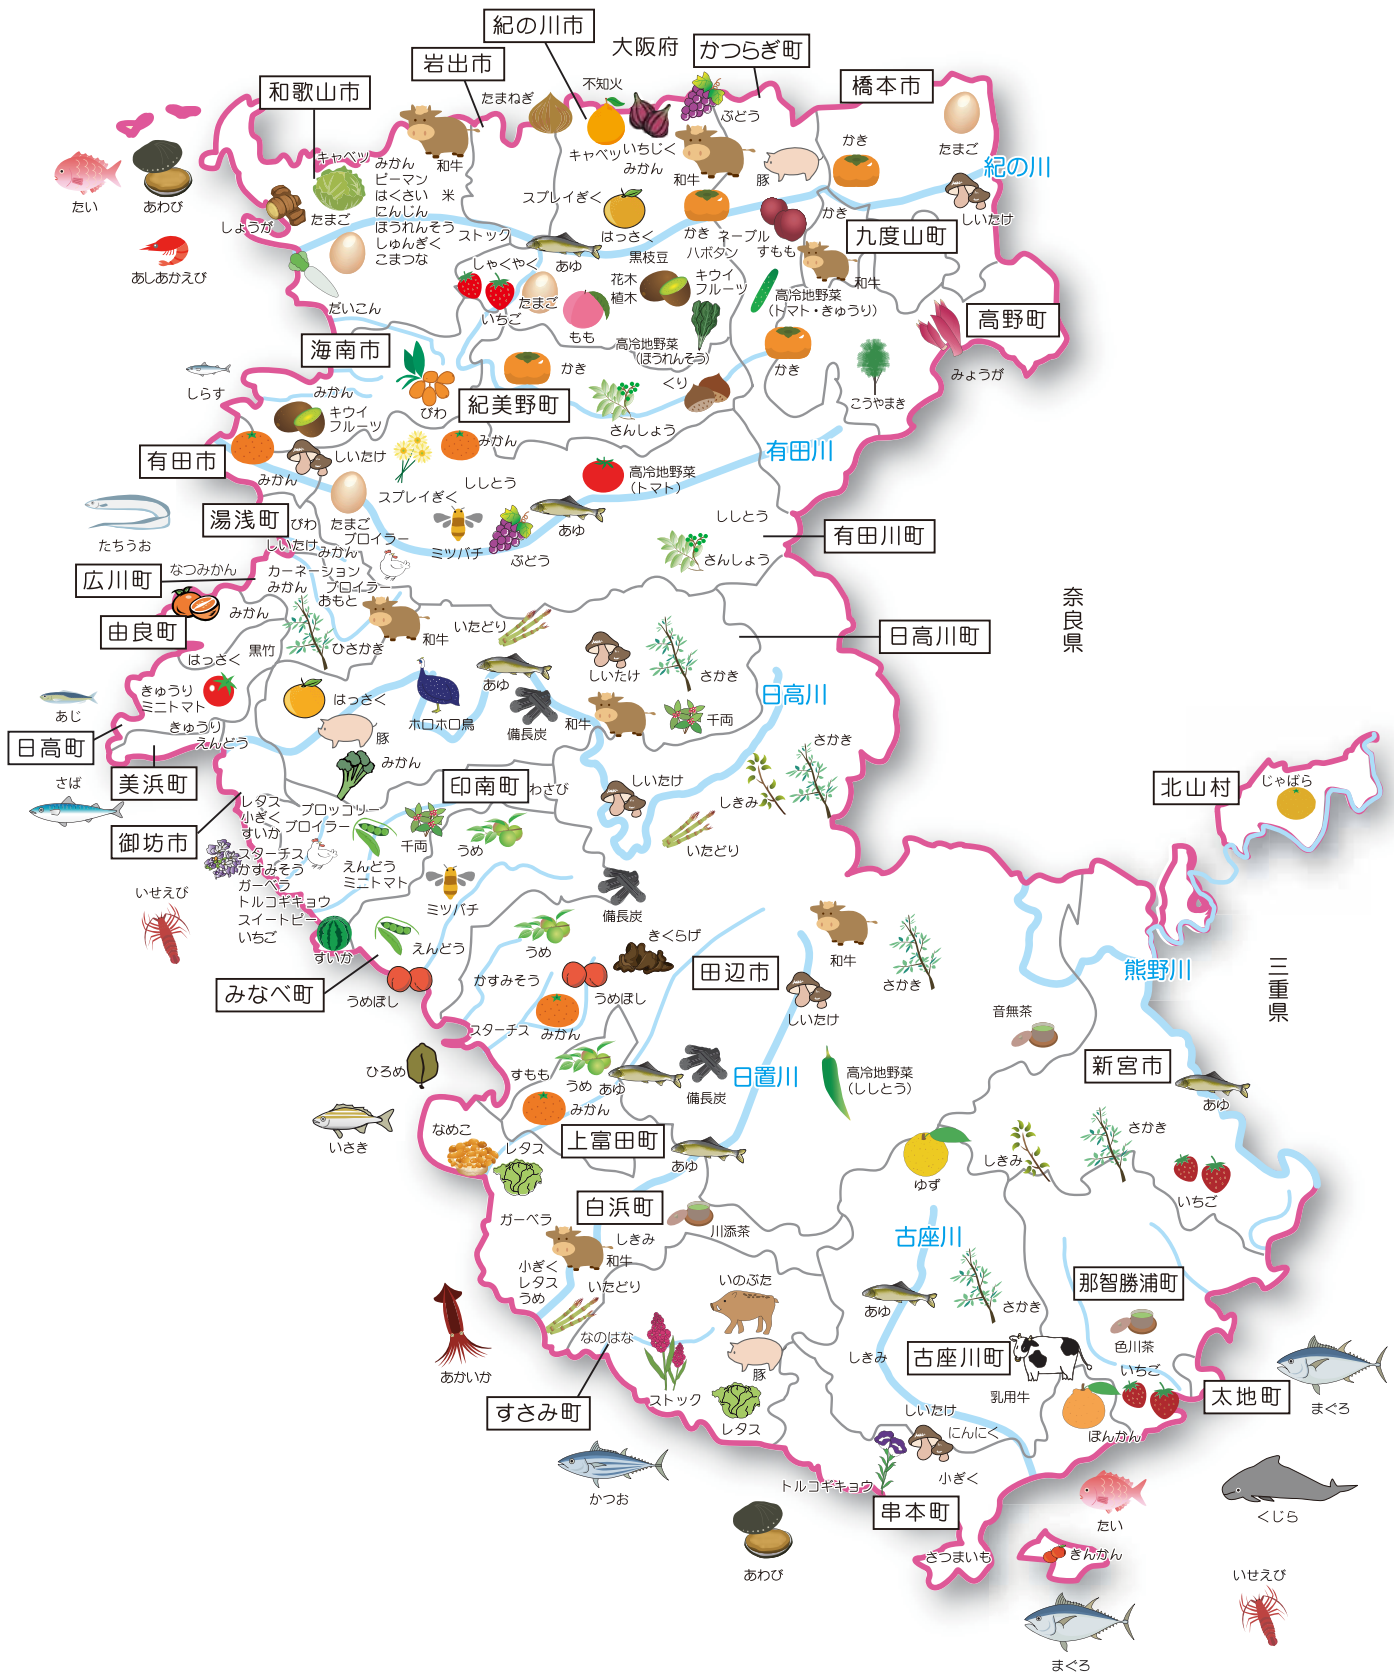 紀の川市
大阪府
かつらぎ町
岩出市
橋本市
和歌山市
不知火
たまねぎ
ぶどう
かき
たまご
和牛
キャベツ
いちじく
みかん
和牛
豚
紀の川
キャベツ
みかん
ピーマン
はくさい 米
にんじん
ほうれんそう
しゅんぎく
こまつな
たい
あわび
しょうが
たまご
スプレイぎく
はっさく
かき
ネーブル
ハボタン
すもも
かき
しいたけ
九度山町
ストック
あゆ
黒枝豆
あしあかえび
しゃくやく
たまご
いちご
花木
植木
キウイ
フルーツ
和牛
高冷地野菜
(トマト・きゅうり)
だいこん
もも
高野町
海南市
高冷地野菜
(ほうれんそう)
かき
かき
みょうが
しらす
みかん
びわ
紀美野町
くり
こうやまき
キウイ
フルーツ
さんしょう
みかん
有田川
有田市
しいたけ
みかん
ししとう
高冷地野菜
(トマト)
スプレイぎく
湯浅町
びわ
たまご
ブロイラー
しいたけ
みかん
ミツバチ
ぶどう
あゆ
ししとう
有田川町
さんしょう
たちうお
広川町
なつみかん
カーネーション
みかん
ブロイラー
おもと
奈良県
由良町
みかん
黒竹
ひさかき
和牛
いたどり
日高川町
はっさく
しいたけ
さかき
あゆ
きゅうり
ミニトマト
はっさく
ホロホロ鳥
備長炭
和牛
千両
日高川
あじ
日高町
きゅうり
えんどう
豚
みかん
さかき
美浜町
印南町
わさび
しいたけ
しきみ
北山村
じゃばら
さば
御坊市
レタス
小ぎく
すいか
ブロッコリー
ブロイラー
千両
うめ
いたどり
スターチス
かすみそう
ガーベラ
トルコギキョウ
スイートピー
いちご
えんどう
ミニトマト
ミツバチ
備長炭
いせえび
すいか
えんどう
うめ
きくらげ
和牛
さかき
みなべ町
うめぼし
かすみそう
うめぼし
田辺市
しいたけ
熊野川
三重県
スターチス
みかん
音無茶
ひろめ
すもも
うめ
あゆ
備長炭
日置川
高冷地野菜
(ししとう)
新宮市
あゆ
いさき
なめこ
みかん
上富田町
あゆ
レタス
ゆず
しきみ
さかき
いちご
白浜町
ガーベラ
しきみ
川添茶
古座川
小ぎく
レタス
うめ
和牛
いたどり
いのぶた
あゆ
さかき
那智勝浦町
色川茶
なのはな
豚
しきみ
古座川町
乳用牛
いちご
あかいか
すさみ町
ストック
レタス
しいたけ
にんにく
ぽんかん
太地町
まぐろ
かつお
トルコギキョウ
小ぎく
串本町
たい
くじら
あわび
さつまいも
きんかん
いせえび
まぐろ